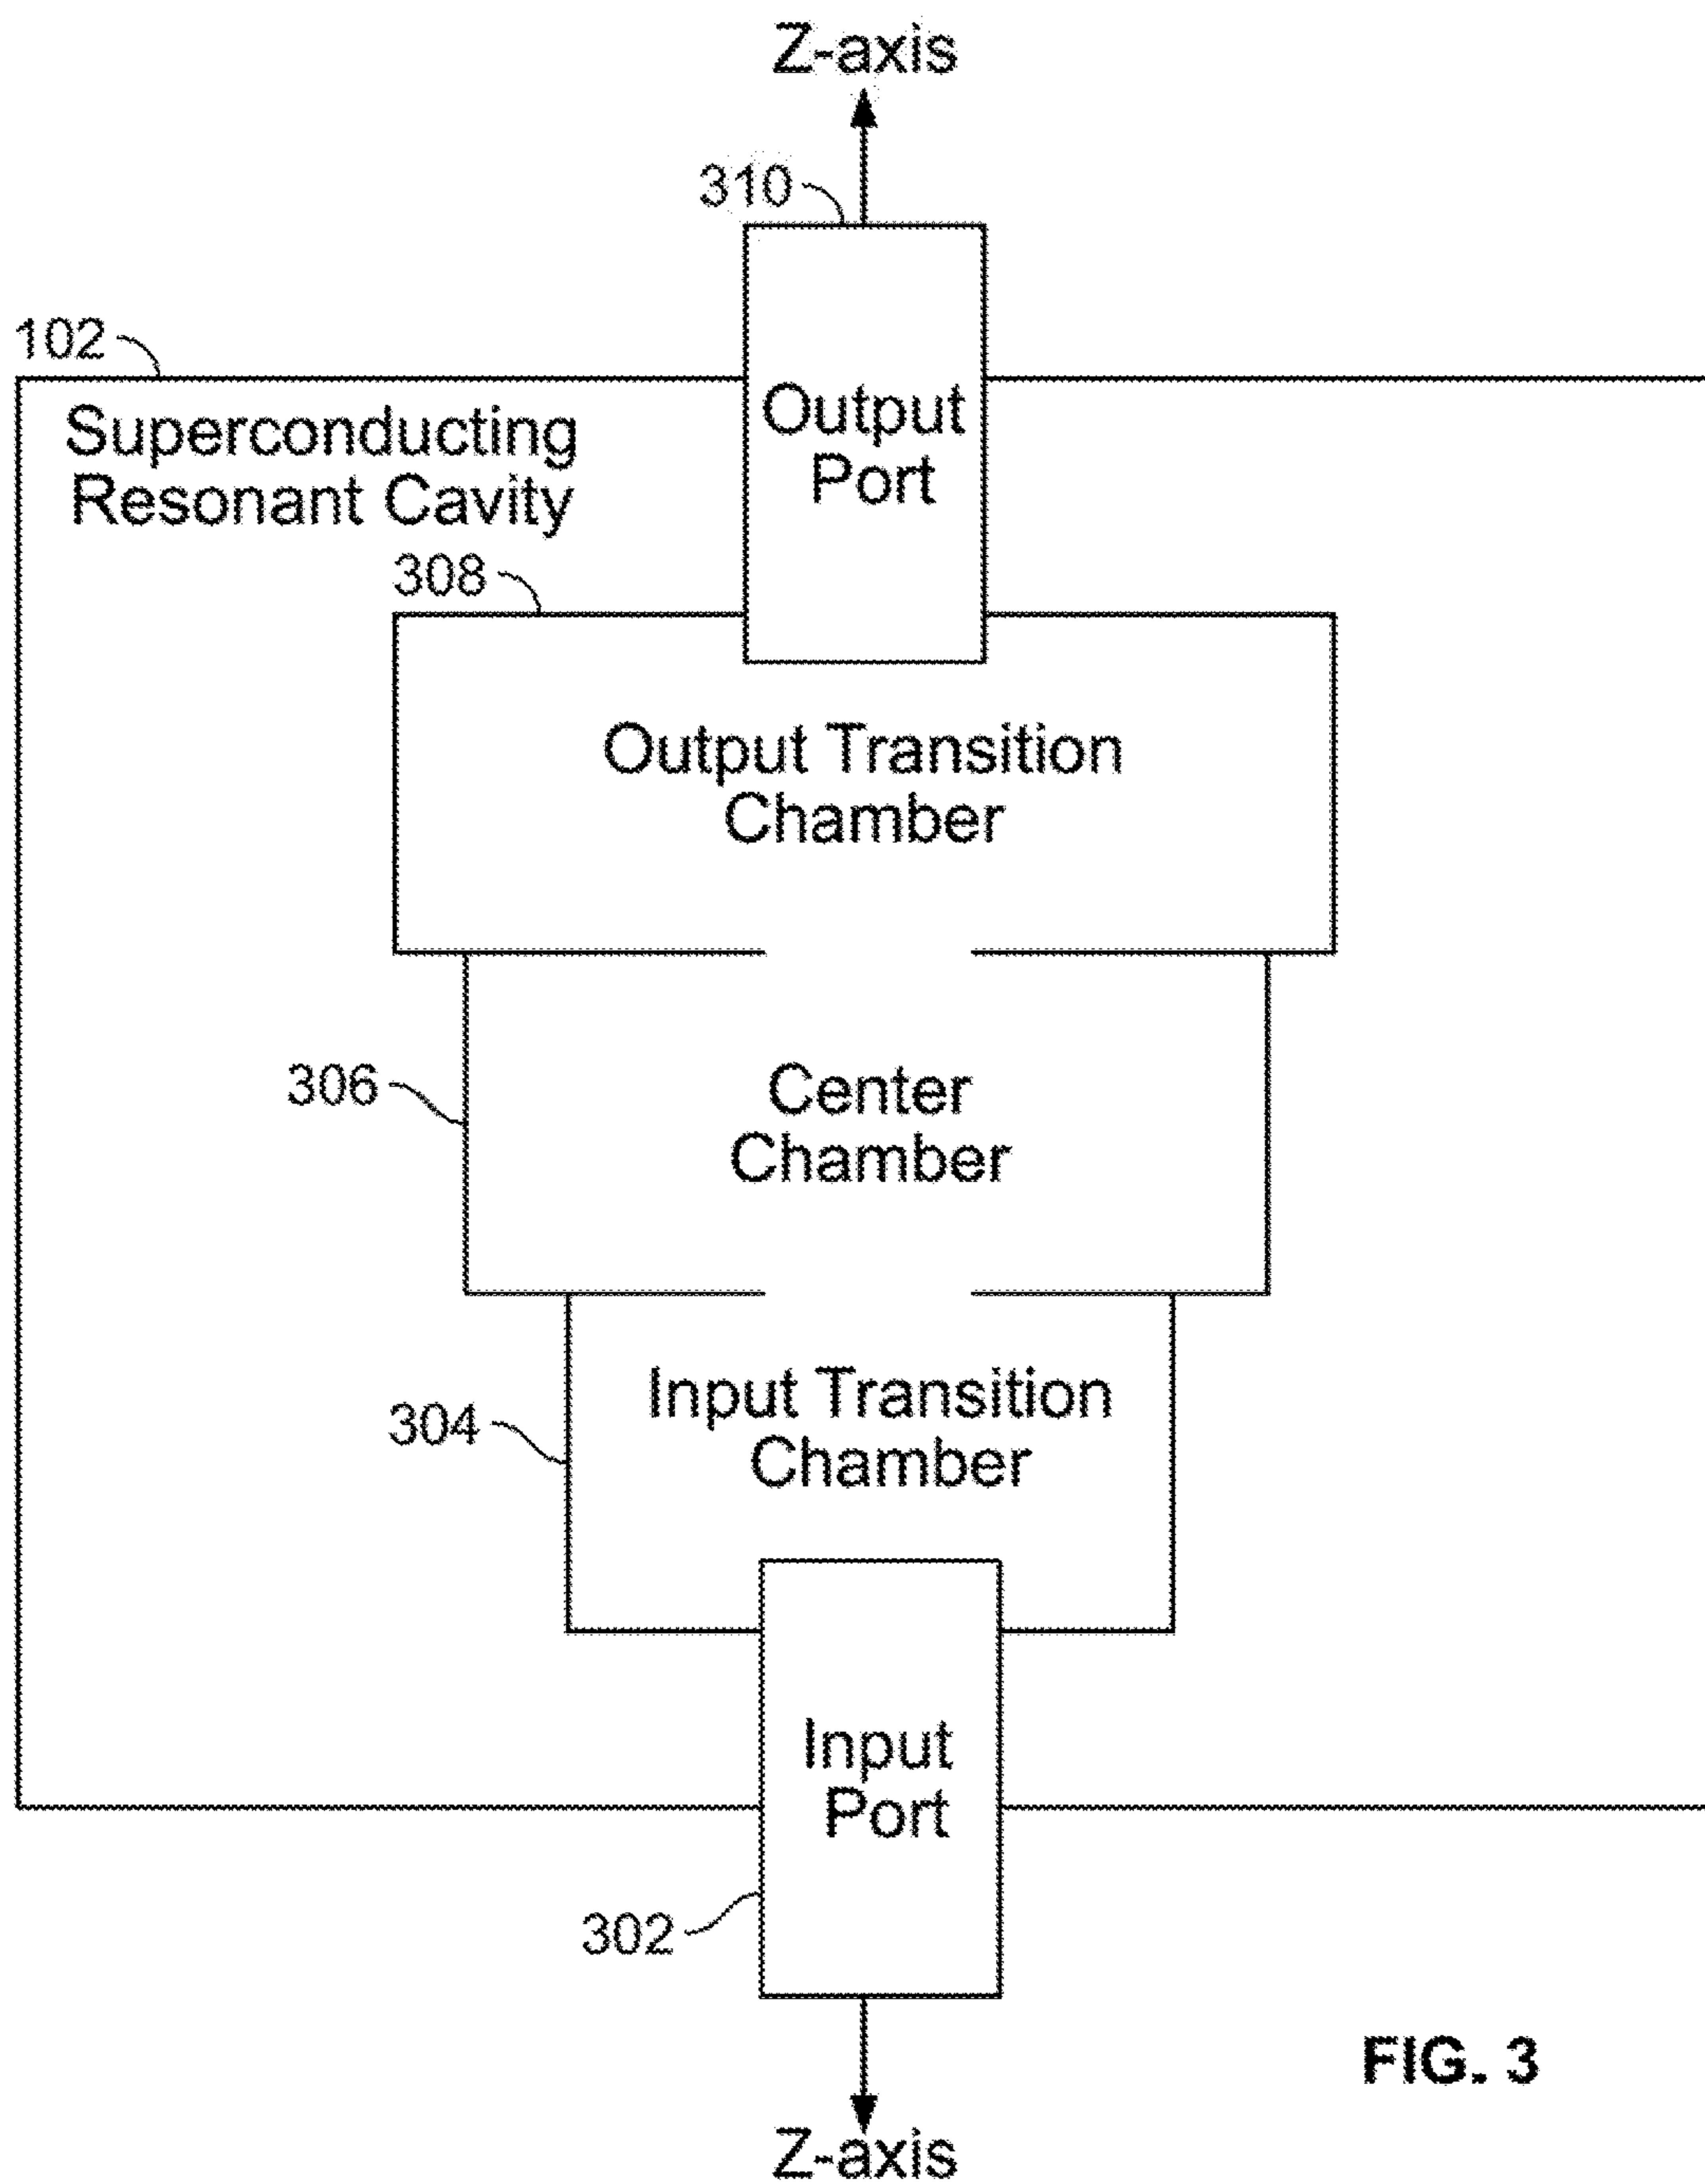 Z-axis
310
102
Output
Port
Superconducting
Resonant Cavity
308
Output Transition
Chamber
306
Center
Chamber
304
Input Transition
Chamber
Input
Port
302
FIG. 3
Z-axis